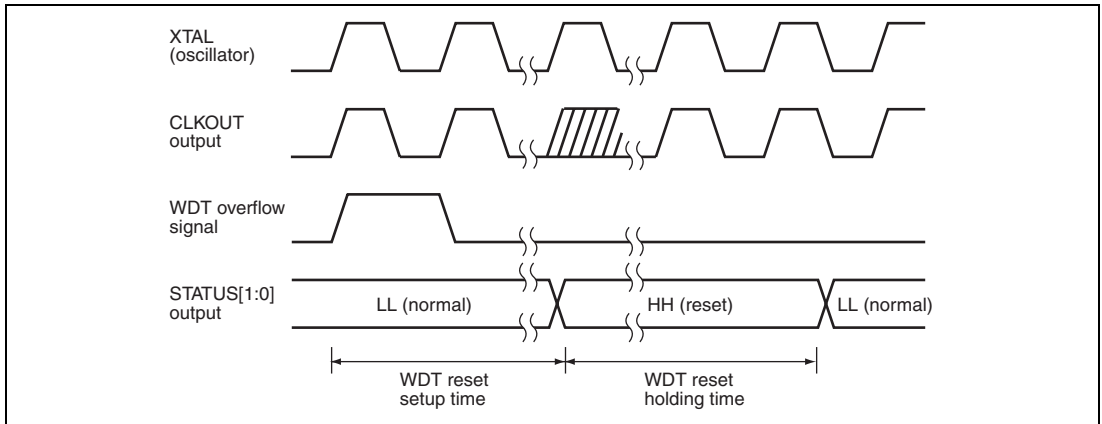 XTAL
(oscillator)
CLKOUT
output
WDT overflow
signal
STATUS[1:0]
output
LL (normal)
HH (reset)
LL (normal)
WDT reset
setup time
WDT reset
holding time